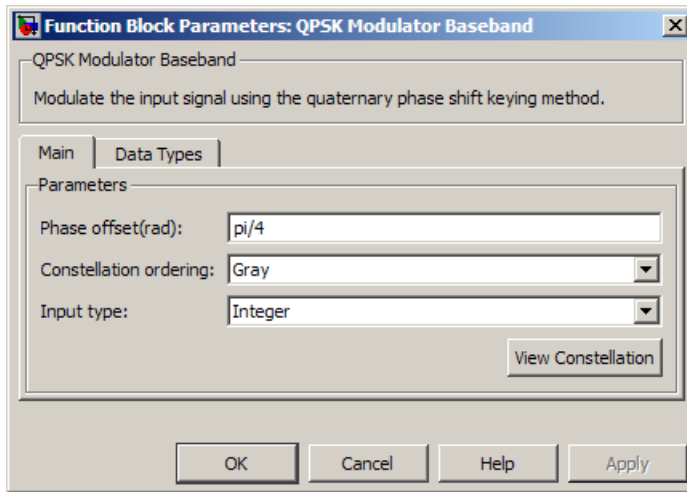 Function Block Parameters: QPSK Modulator Baseband
QPSK Modulator Baseband
Modulate the input signal using the quaternary phase shift keying method.
Main Data Types
Parameters
Phase offset(rad): pi/4
Constellation ordering: Gray
Input type: Integer
View Constellation
OK Cancel Help Apply